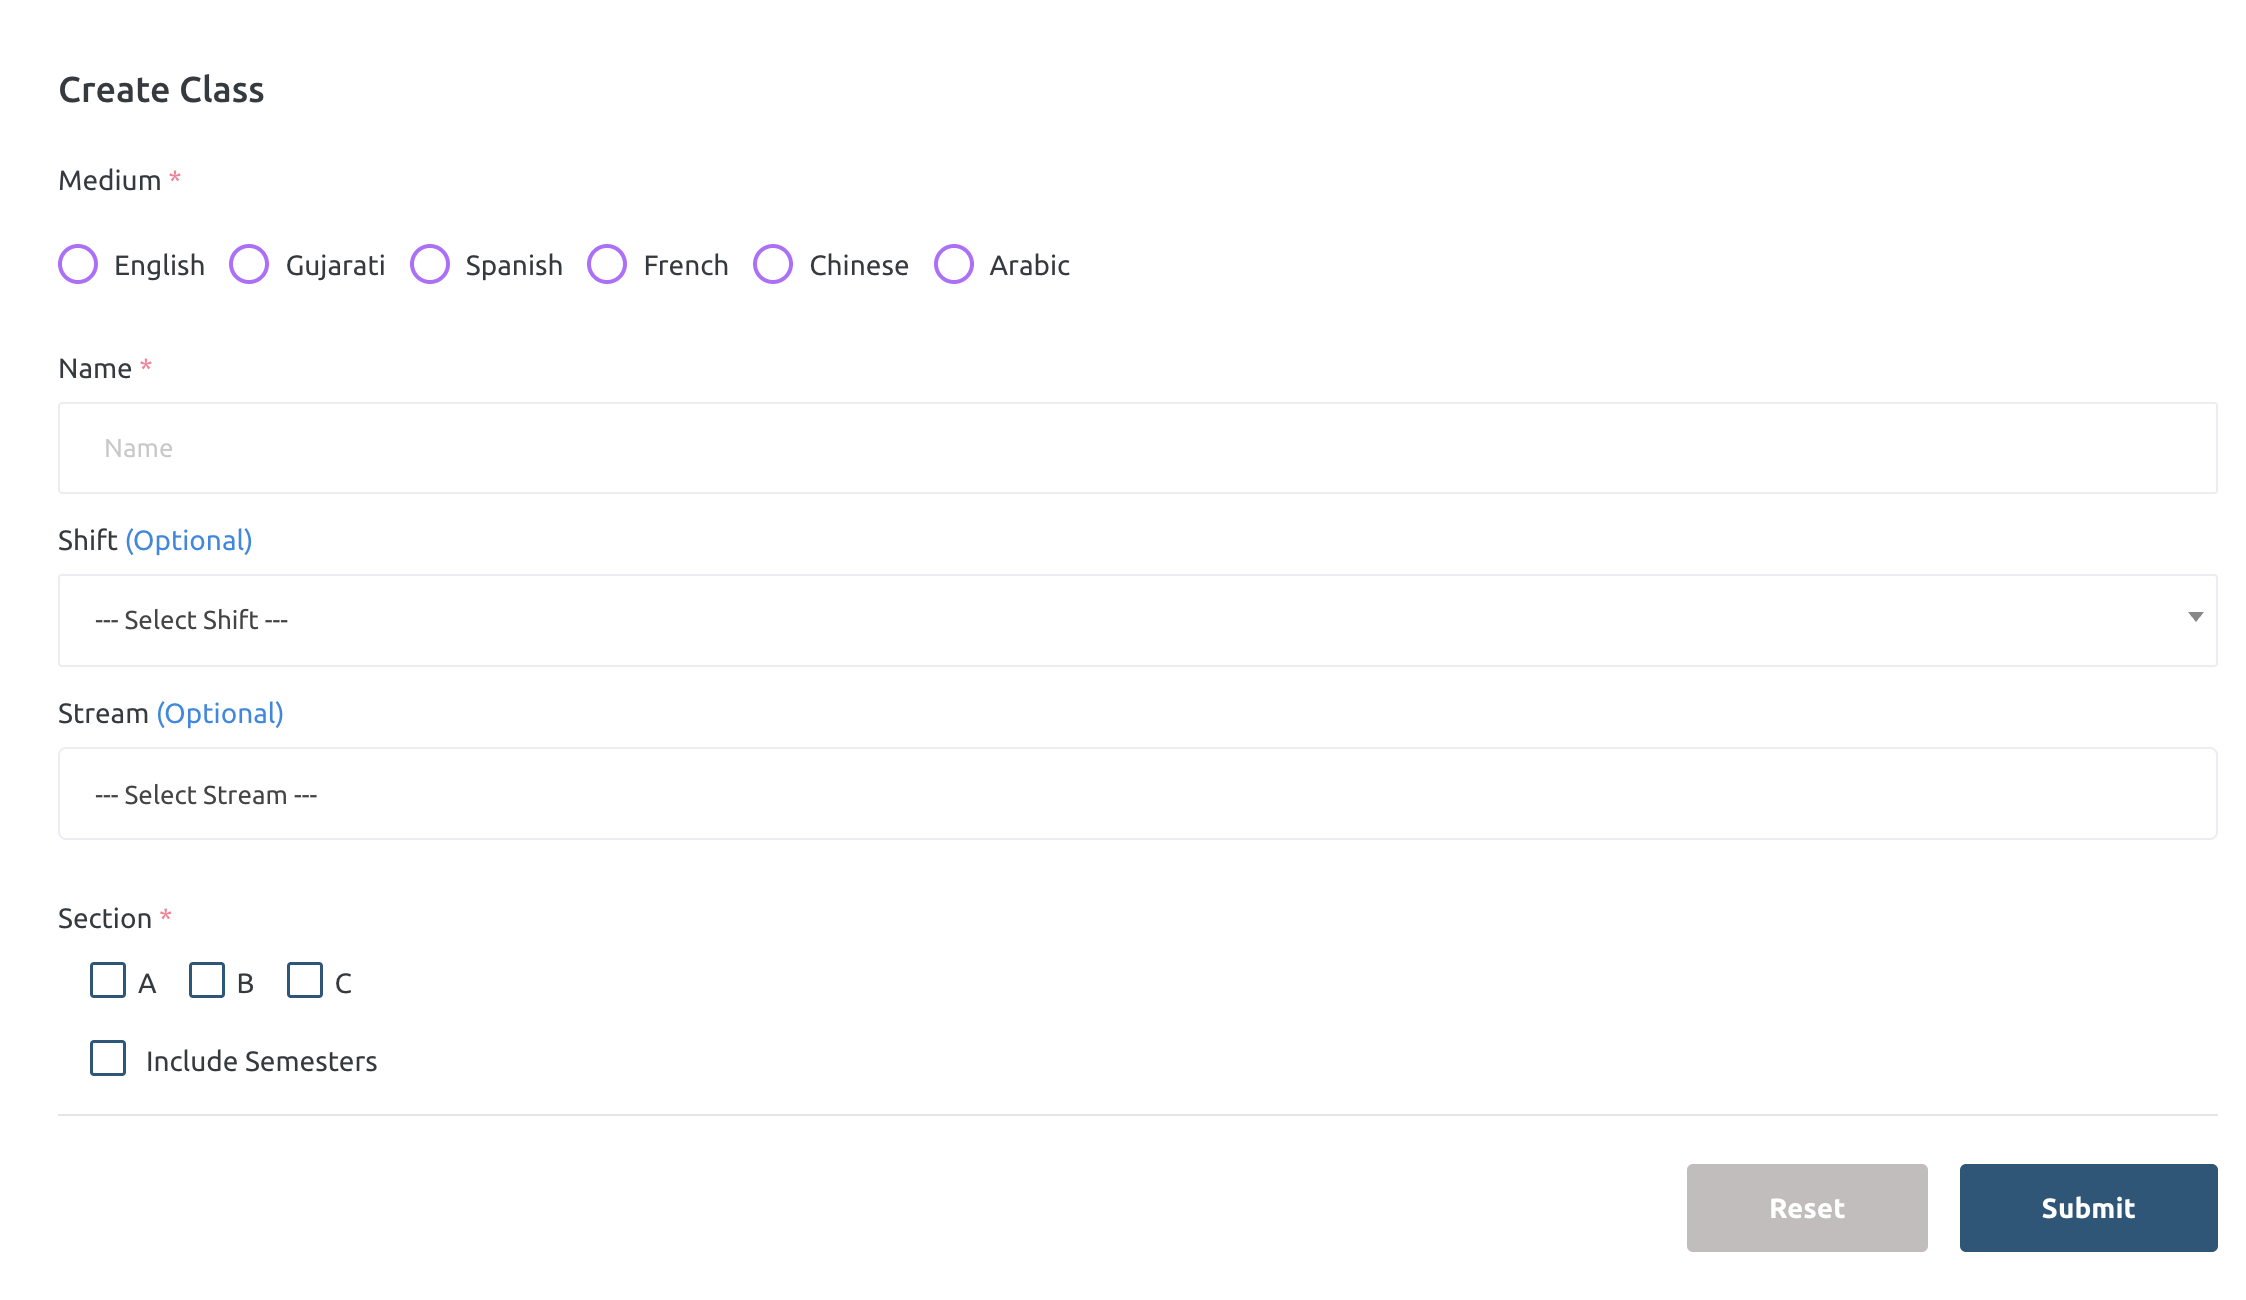 Create Class
Medium *
English Gujarati Spanish French Chinese Arabic
Name *
Name
Shift (Optional)
--- Select Shift ---
Stream (Optional)
--- Select Stream ---
Section *
A B C
Include Semesters
Reset Submit